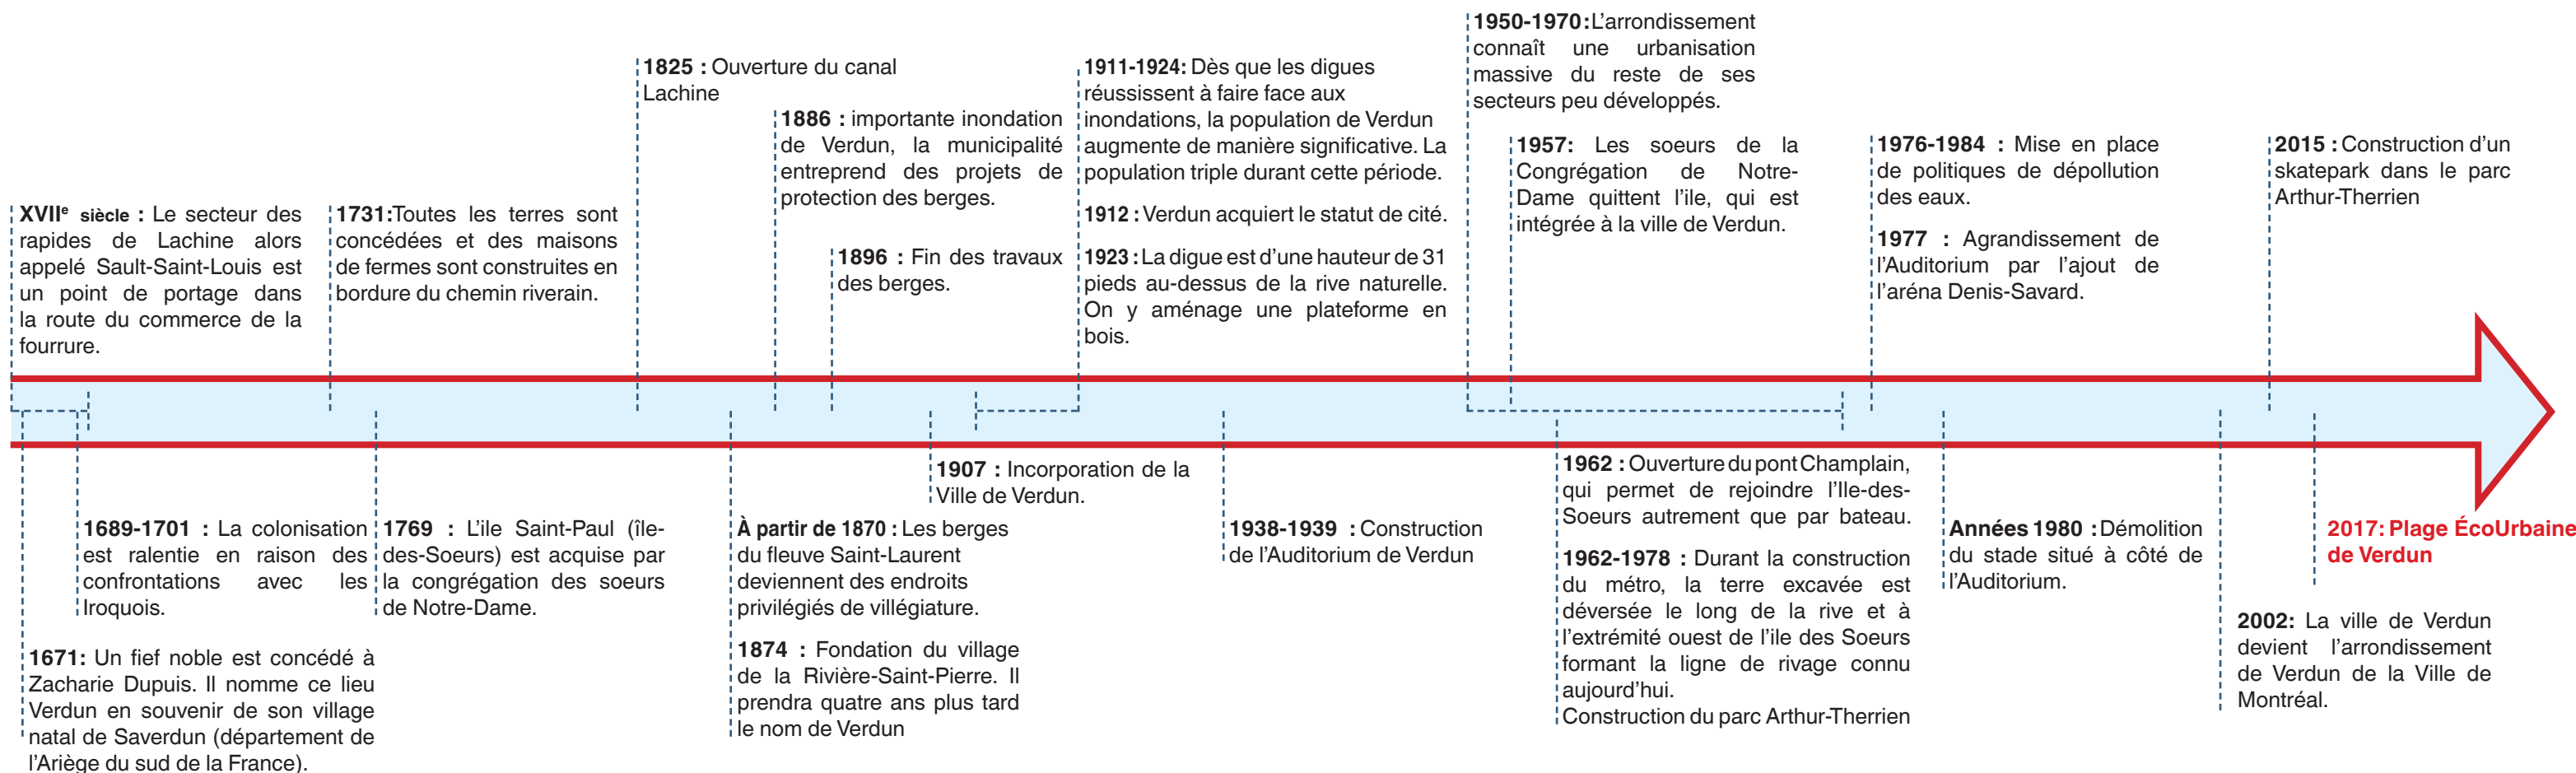 XVIIe siècle : Le secteur des
rapides de Lachine alors
appelé Sault-Saint-Louis est
un point de portage dans
la route du commerce de la
fourrure.
1731:Toutes les terres sont
concédées et des maisons
de fermes sont construites en
bordure du chemin riverain.
1825 : Ouverture du canal
Lachine
1886 : importante inondation
de Verdun, la municipalité
entreprend des projets de
protection des berges.
1896 : Fin des travaux
des berges.
1911-1924: Dès que les digues
réussissent à faire face aux
inondations, la population de Verdun
augmente de manière significative. La
population triple durant cette période.
1912 : Verdun acquiert le statut de cité.
1923 : La digue est d'une hauteur de 31
pieds au-dessus de la rive naturelle.
On y aménage une plateforme en
bois.
1950-1970:L'arrondissement
connaît une urbanisation
massive du reste de ses
secteurs peu développés.
1957: Les soeurs de la
Congrégation de Notre-
Dame quittent l'ile, qui est
intégrée à la ville de Verdun.
1976-1984 : Mise en place
de politiques de dépollution
des eaux.
1977 : Agrandissement de
l'Auditorium par l'ajout de
l'aréna Denis-Savard.
2015 : Construction d'un
skatepark dans le parc
Arthur-Therrien
1671: Un fief noble est concédé à
Zacharie Dupuis. Il nomme ce lieu
Verdun en souvenir de son village
natal de Saverdun (département de
l'Ariège du sud de la France).
1689-1701 : La colonisation
est ralentie en raison des
confrontations avec les
Iroquois.
1769 : L'ile Saint-Paul (île-
des-Soeurs) est acquise par
la congrégation des soeurs
de Notre-Dame.
À partir de 1870 : Les berges
du fleuve Saint-Laurent
deviennent des endroits
privilégiés de villégiature.
1874 : Fondation du village
de la Rivière-Saint-Pierre. Il
prendra quatre ans plus tard
le nom de Verdun
1907 : Incorporation de la
Ville de Verdun.
1938-1939 : Construction
de l'Auditorium de Verdun
1962 : Ouverture du pont Champlain,
qui permet de rejoindre l'Ile-des-
Soeurs autrement que par bateau.
1962-1978 : Durant la construction
du métro, la terre excavée est
déversée le long de la rive et à
l'extrémité ouest de l'ile des Soeurs
formant la ligne de rivage connu
aujourd'hui.
Construction du parc Arthur-Therrien
Années 1980 : Démolition
du stade situé à côté de
l'Auditorium.
2002: La ville de Verdun
devient l'arrondissement
de Verdun de la Ville de
Montréal.
2017: Plage ÉcoUrbaine
de Verdun